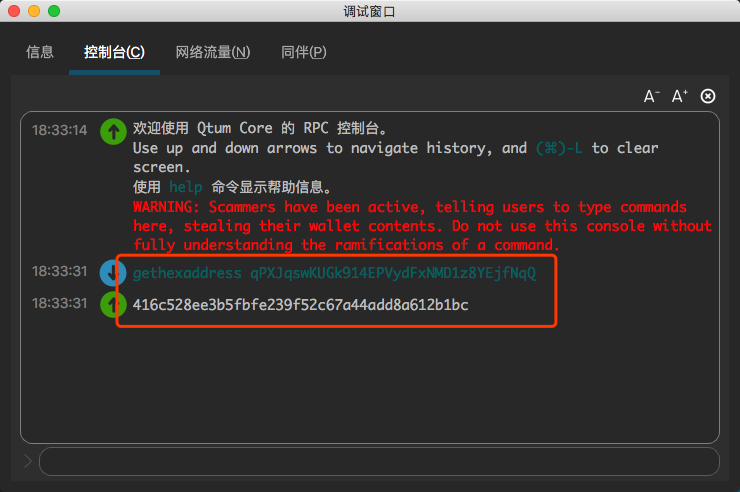 调试窗口
信息 控制台(C) 网络流量(N) 同伴(P)
A⁻ A⁺
18:33:14 欢迎使用 Qtum Core 的 RPC 控制台。
Use up and down arrows to navigate history, and (⌘)-L to clear
screen.
使用 help 命令显示帮助信息。
WARNING: Scammers have been active, telling users to type commands
here, stealing their wallet contents. Do not use this console without
fully understanding the ramifications of a command.
18:33:31 gethexaddress qPXJqswKUGk914EPVydFxNMD1z8YEjfNqQ
18:33:31 416c528ee3b5fbfe239f52c67a44add8a612b1bc